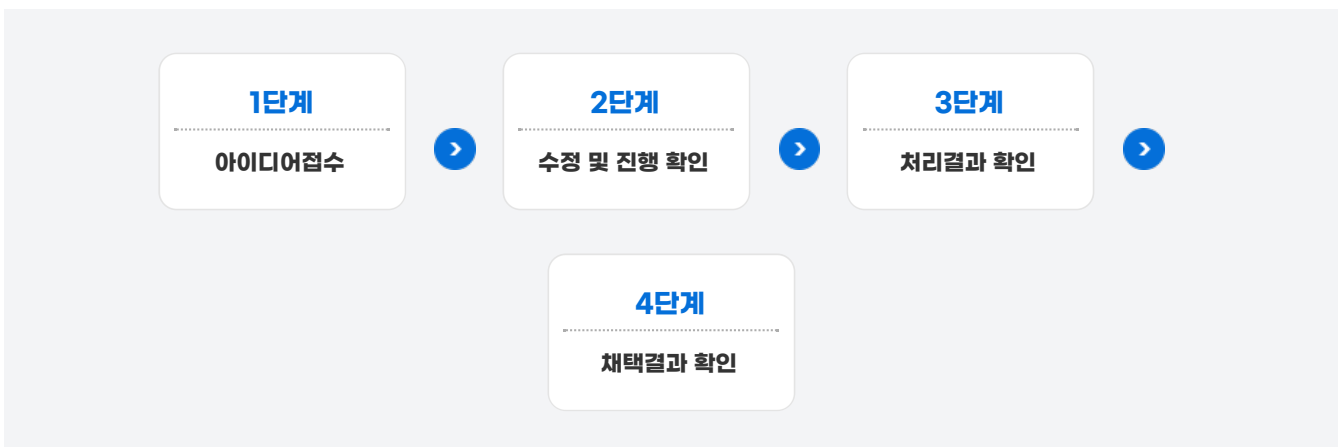 1단계
아이디어접수
2단계
수정 및 진행 확인
3단계
처리결과 확인
4단계
채택결과 확인